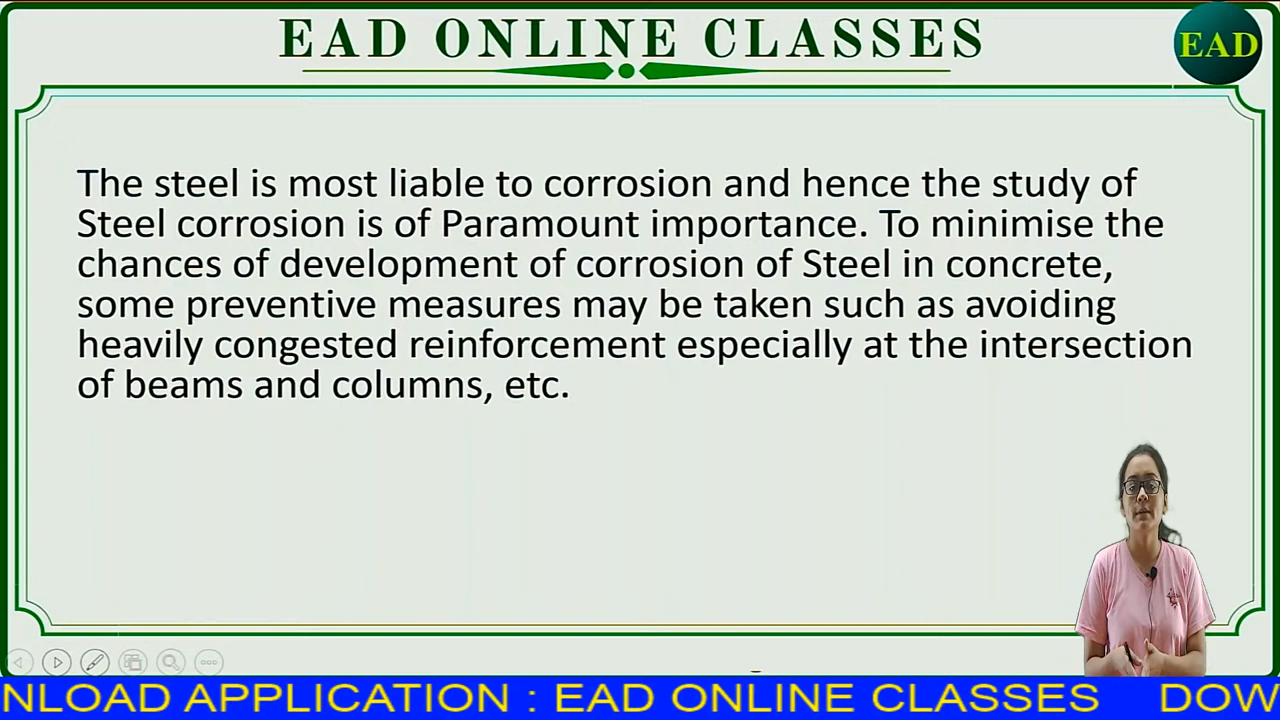 EAD ONLINE CLASSES
EAD
The steel is most liable to corrosion and hence the study of
Steel corrosion is of Paramount importance. To minimise the
chances of development of corrosion of Steel in concrete,
some preventive measures may be taken such as avoiding
heavily congested reinforcement especially at the intersection
of beams and columns, etc.
NLOAD APPLICATION : EAD ONLINE CLASSES DOW